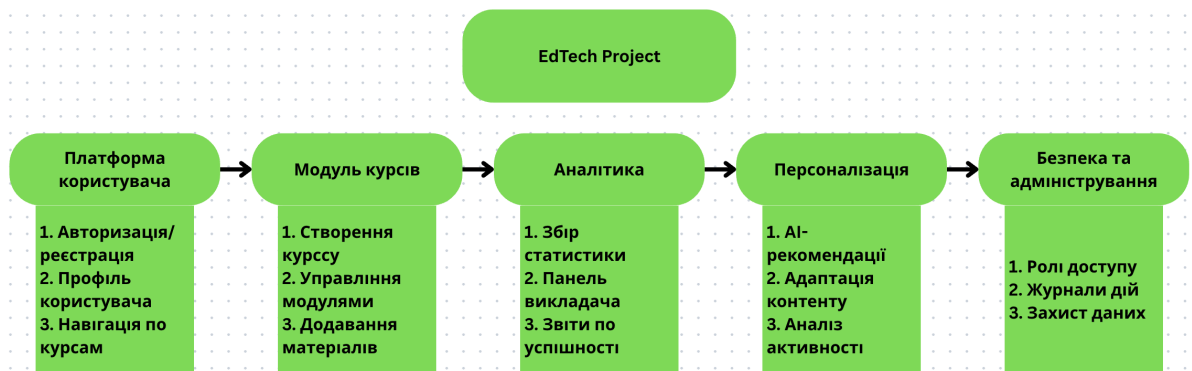 EdTech Project
Платформа
користувача
Модуль курсів
Аналітика
Персоналізація
Безпека та
адміністрування
1. Авторизація/
реєстрація
2. Профіль
користувача
3. Навігація по
курсам
1. Створення
курссу
2. Управління
модулями
3. Додавання
матеріалів
1. Збір
статистики
2. Панель
викладача
3. Звіти по
успішності
1. AI-
рекомендації
2. Адаптація
контенту
3. Аналіз
активності
1. Ролі доступу
2. Журнали дій
3. Захист даних